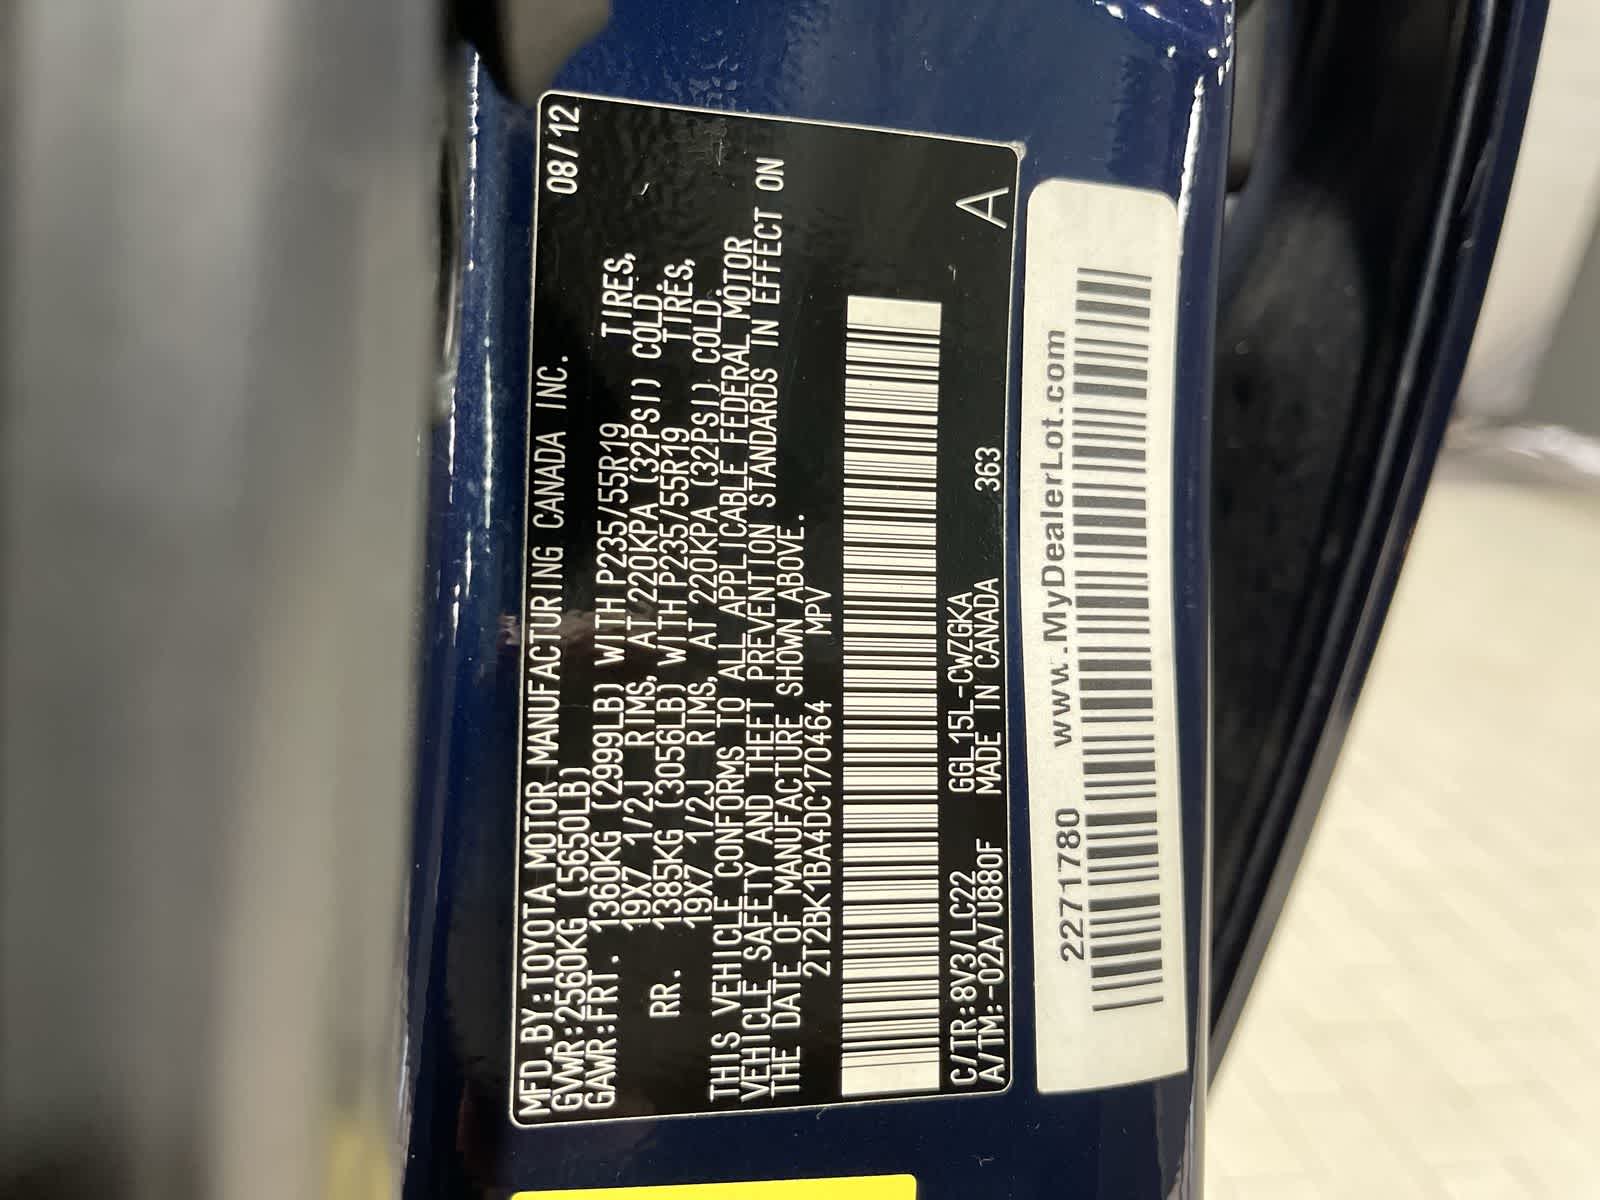 MFD.BY:TOYOTA MOTOR MANUFACTURING CANADA INC. 08/12
GVWR:2560KG (5650LB)
GAWR:FRT. 1360KG (2999LB) WITH P235/55R19 TIRES,
19X7 1/2J RIMS, AT 220KPA (32PSI) COLD.
RR. 1385KG (3056LB) WITH P235/55R19 TIRES,
19X7 1/2J RIMS, AT 220KPA (32PSI) COLD.
THIS VEHICLE CONFORMS TO ALL APPLICABLE FEDERAL MOTOR
VEHICLE SAFETY AND THEFT PREVENTION STANDARDS IN EFFECT ON
THE DATE OF MANUFACTURE SHOWN ABOVE.
2T2BK1BA4DC170464 MPV
C/TR:8V3/LC22 GGL15L-CWZGKA
A/TM:-02A/U880F MADE IN CANADA 363 A
2271780 www.MyDealerLot.com